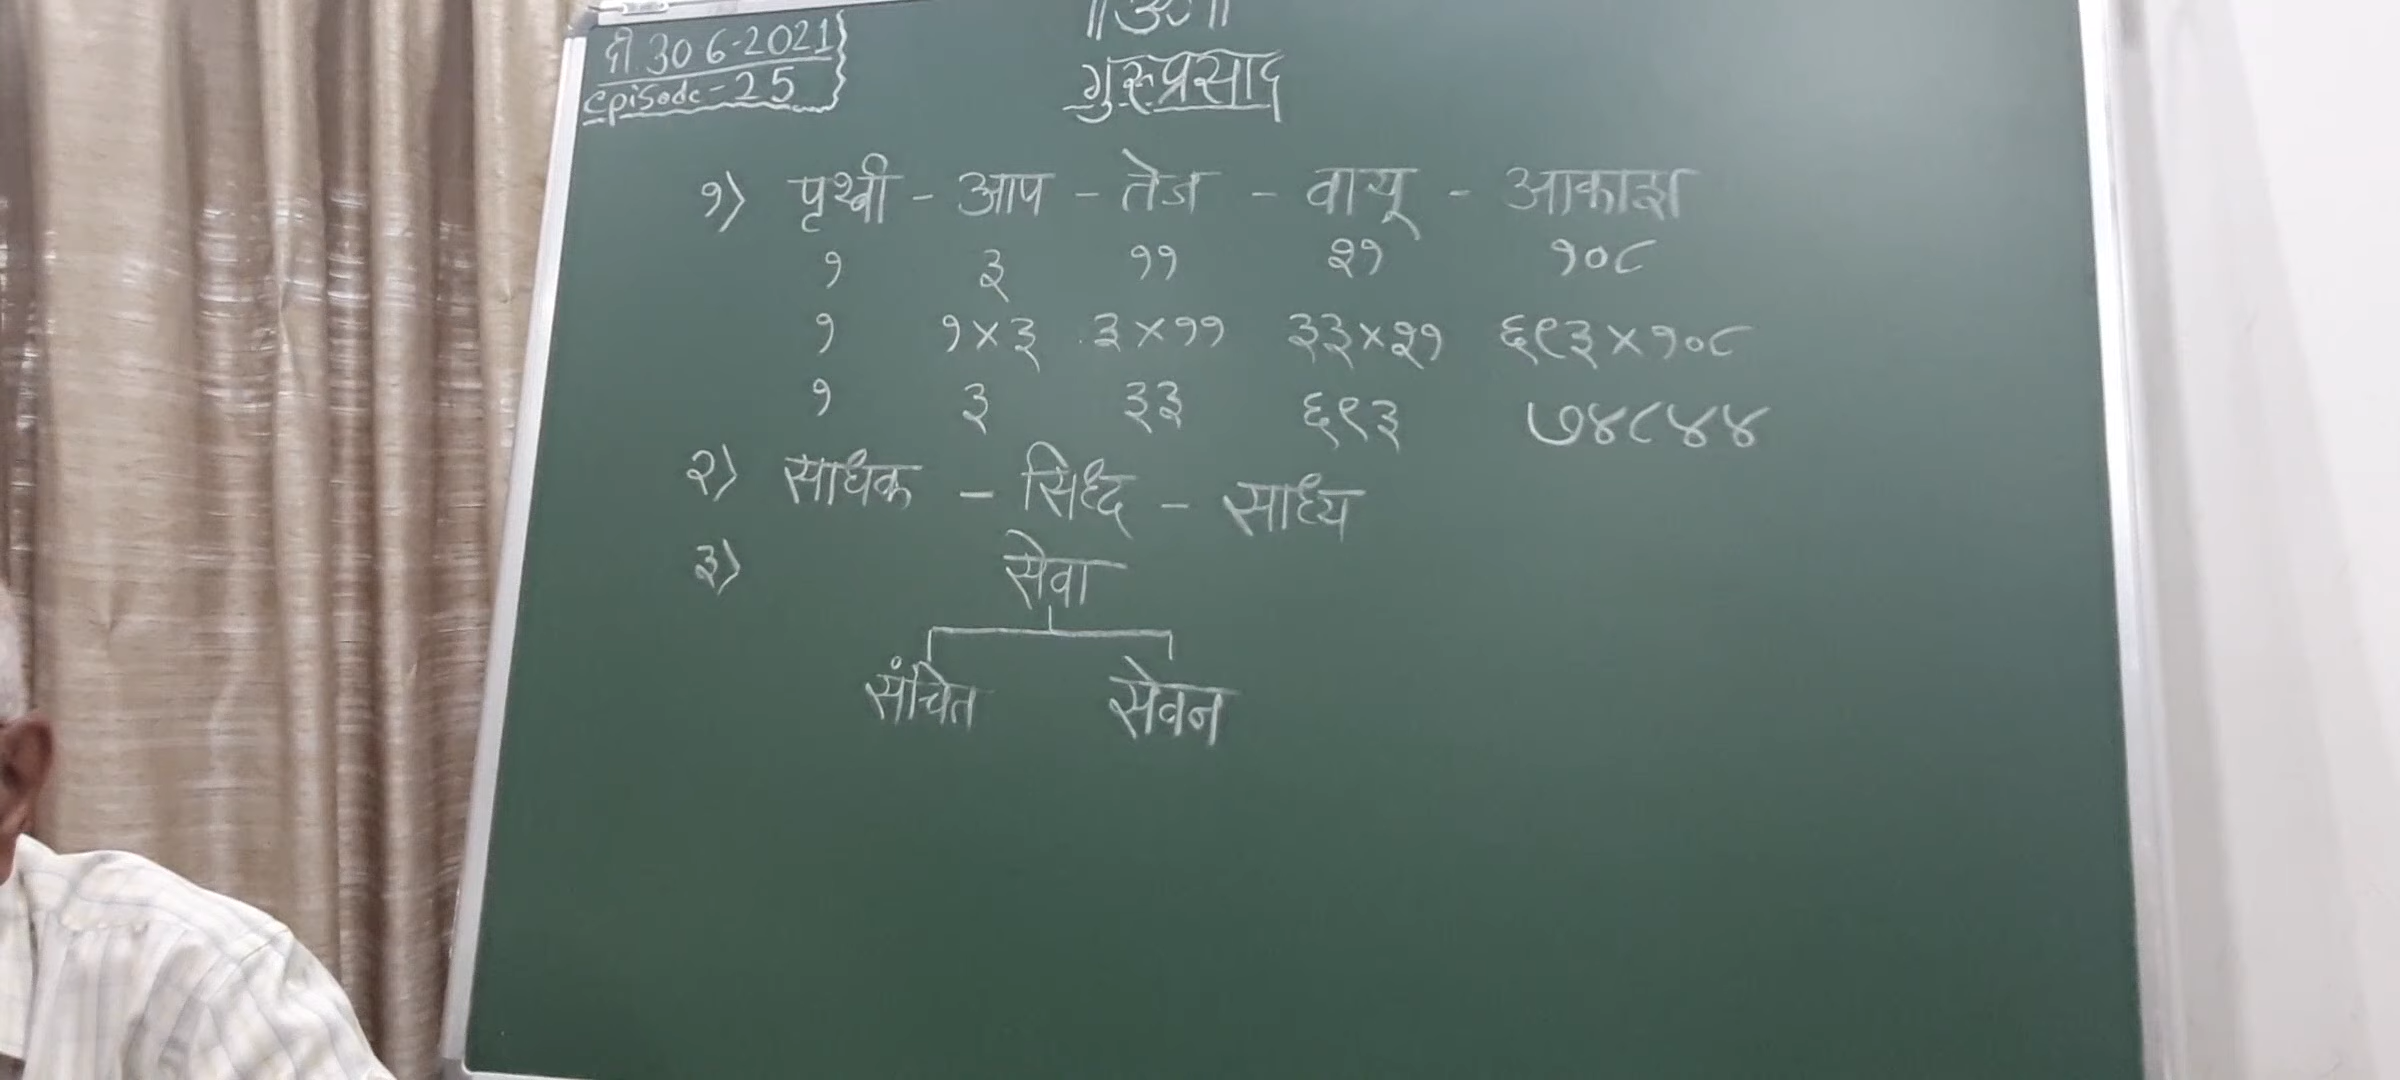 दी. 30 6-2021
episode-25
॥ॐ॥
गुरुप्रसाद
१) पृथ्वी - आप - तेज - वायू - आकाश
१ ३ ११ २१ १०८
१ १×३ ३×११ ३३×२१ ६९३×१०८
१ ३ ३३ ६९३ ७४८४४
२) साधक - सिध्द - साध्य
३) सेवा
संचित सेवन